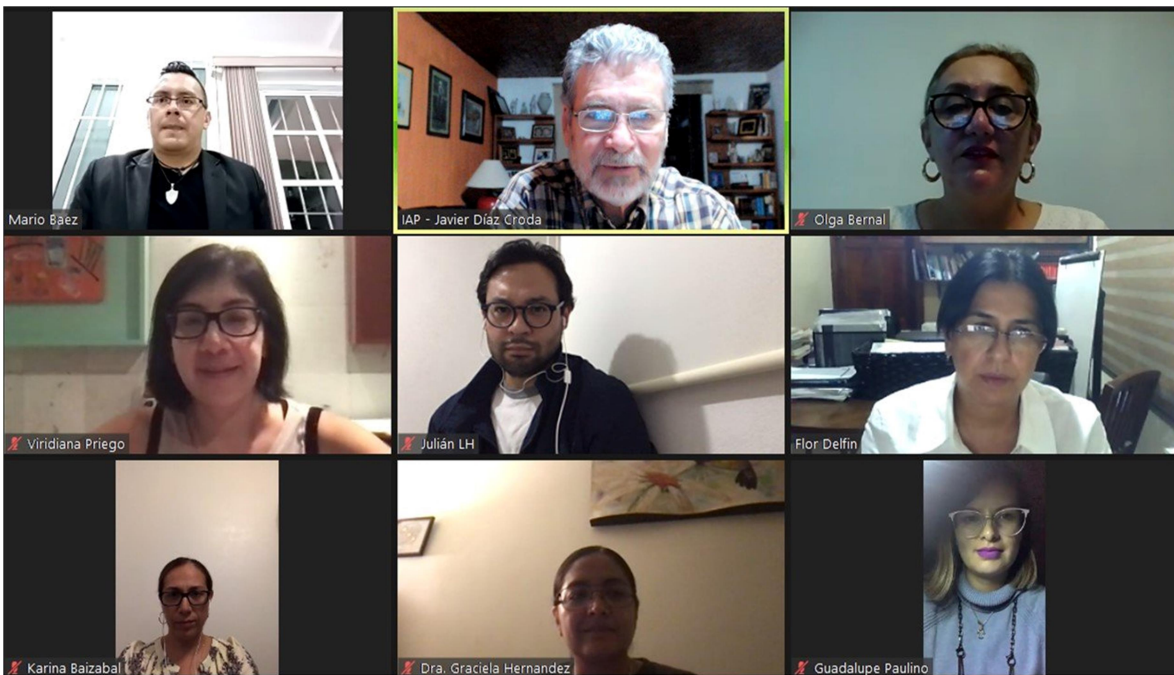 Mario Baez
IAP - Javier Díaz Croda
Olga Bernal
Viridiana Priego
Julián LH
Flor Delfin
Karina Baizabal
Dra. Graciela Hernandez
Guadalupe Paulino